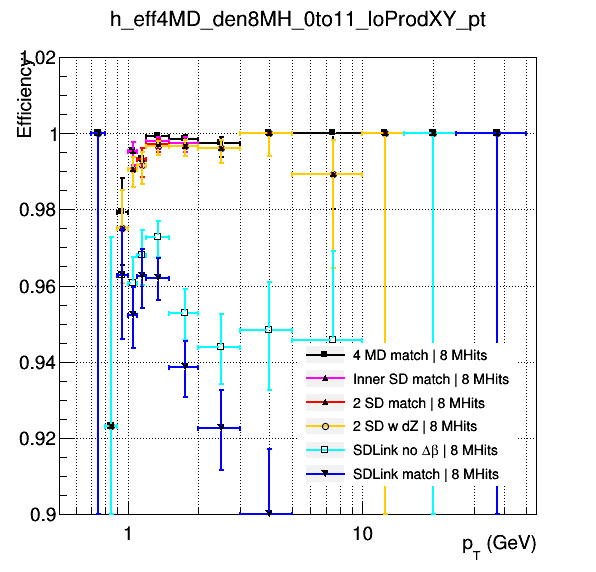 h_eff4MD_den8MH_0to11_loProdXY_pt
Efficiency
1.02
1
0.98
0.96
0.94
0.92
0.9
4 MD match | 8 MHits
Inner SD match | 8 MHits
2 SD match | 8 MHits
2 SD w dZ | 8 MHits
SDLink no Δβ | 8 MHits
SDLink match | 8 MHits
1
10
p_T (GeV)